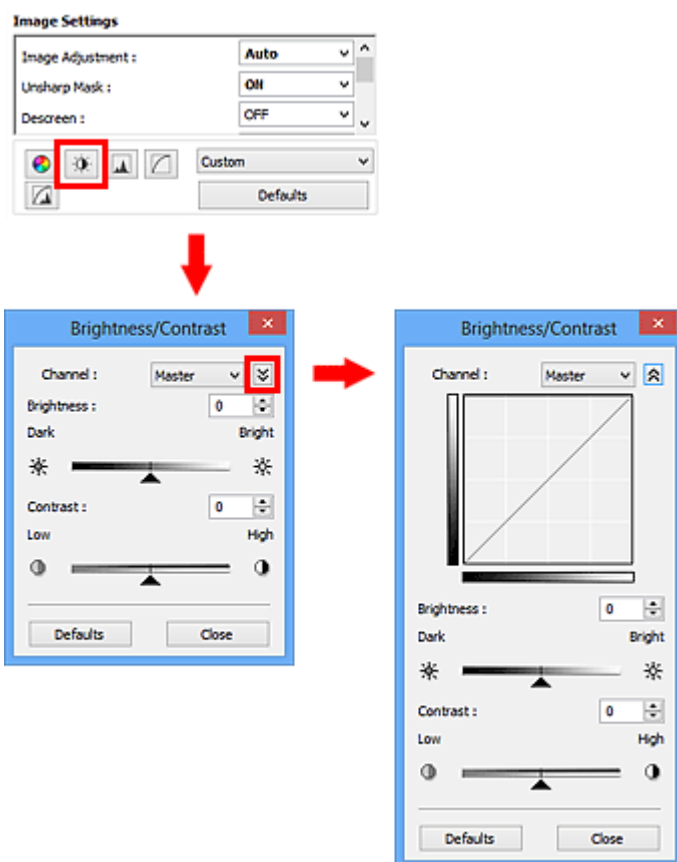 Image Settings
Image Adjustment : Auto
Unsharp Mask : ON
Descreen : OFF
Custom
Defaults
Brightness/Contrast
Channel : Master
Brightness : 0
Dark Bright
Contrast : 0
Low High
Defaults Close
Brightness/Contrast
Channel : Master
Brightness : 0
Dark Bright
Contrast : 0
Low High
Defaults Close